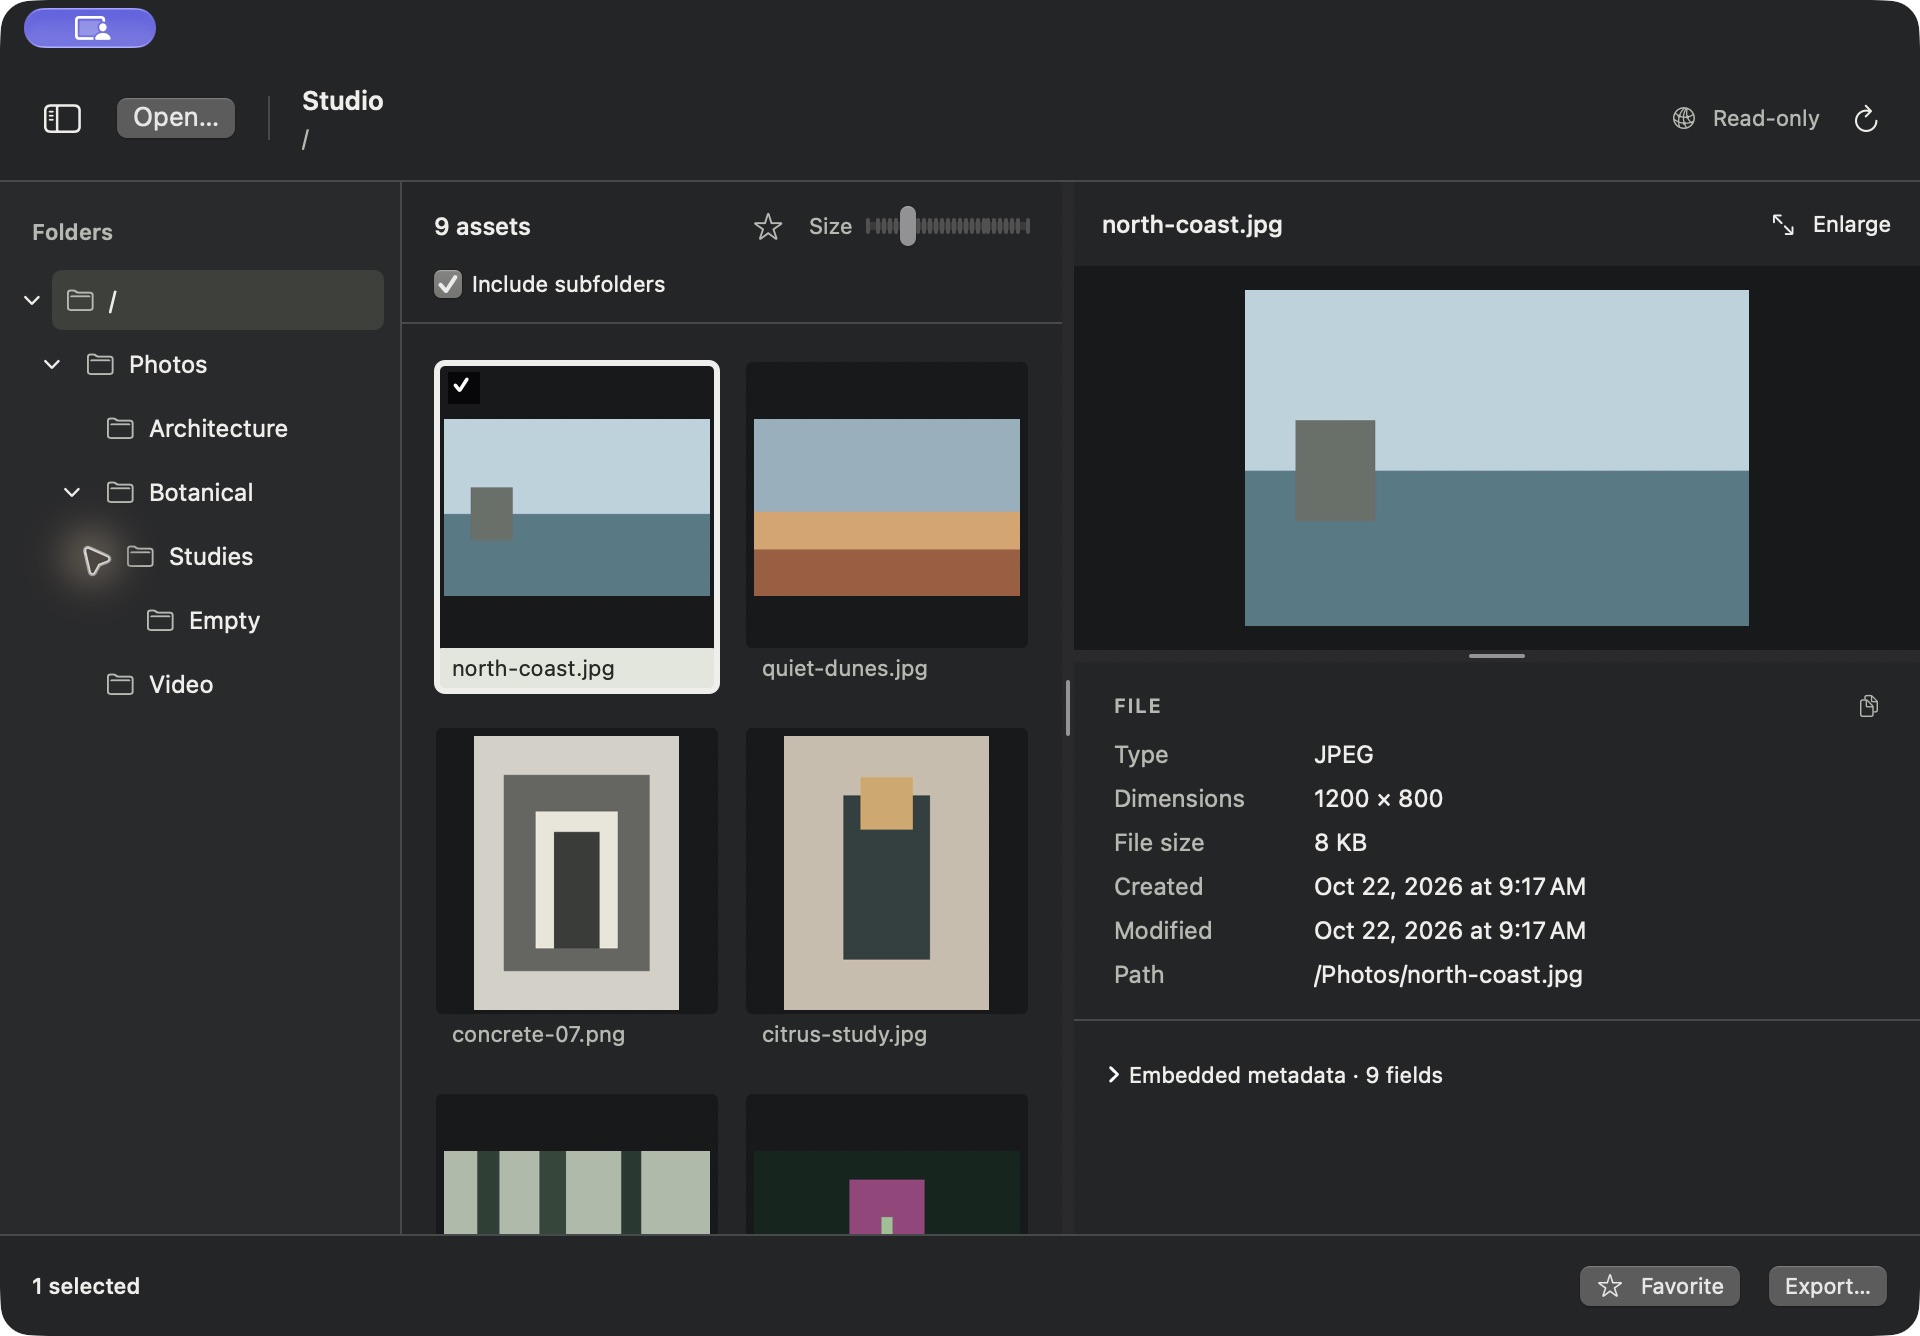 Open...
Studio
/
Read-only
Folders
/
Photos
Architecture
Botanical
Studies
Empty
Video
9 assets
Size
Include subfolders
north-coast.jpg
quiet-dunes.jpg
concrete-07.png
citrus-study.jpg
north-coast.jpg
Enlarge
FILE
Type JPEG
Dimensions 1200 × 800
File size 8 KB
Created Oct 22, 2026 at 9:17 AM
Modified Oct 22, 2026 at 9:17 AM
Path /Photos/north-coast.jpg
Embedded metadata · 9 fields
1 selected
Favorite
Export...